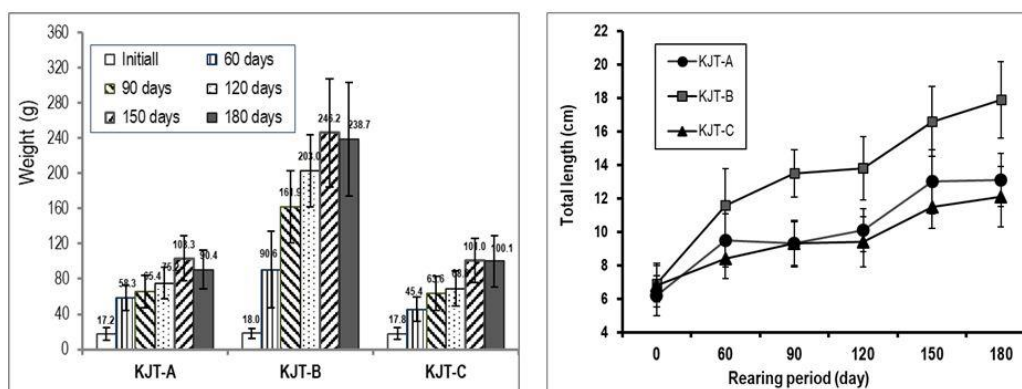 Weight (g)
360
320
280
240
200
160
120
80
40
0
Initiall 60 days
90 days 120 days
150 days 180 days
17.2 58.3 65.4 103.3 90.4
18.0 90.6 161.9 203.0 246.2 238.7
17.8 45.4 63.6 101.0 100.1
KJT-A KJT-B KJT-C
Total length (cm)
22
20
18
16
14
12
10
8
6
4
KJT-A
KJT-B
KJT-C
0 60 90 120 150 180
Rearing period (day)